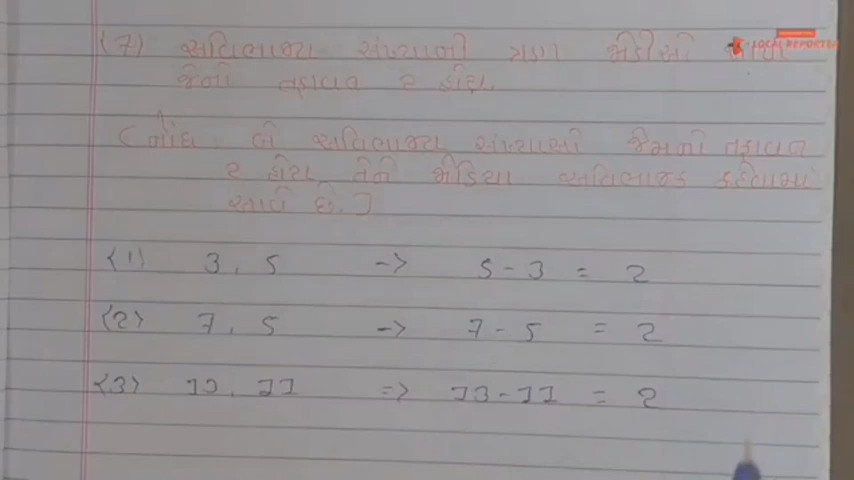 (7) અવિભાજ્ય સંખ્યાની ત્રણ જોડીઓ
LOCAL REPORTER
જેનો તફાવત 2 હોય.
[નોંધ બે અવિભાજ્ય સંખ્યાઓ જેમનો તફાવત
2 હોય તેને જોડિયા અવિભાજ્ય કહેવામાં
આવે છે.]
(1) 3, 5 -> 5 - 3 = 2
(2) 7, 5 -> 7 - 5 = 2
(3) 13, 11 => 13 - 11 = 2